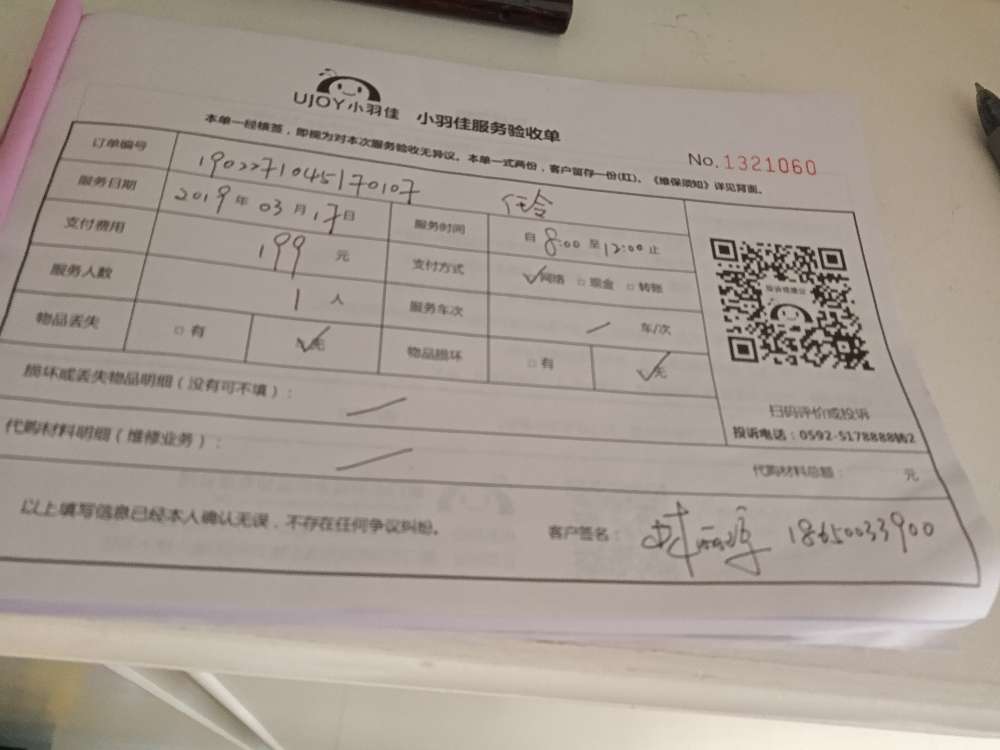 UJOY小羽佳 小羽佳服务验收单
本单一经核签，即视为对本次服务验收无异议。本单一式两份，客户留存一份(红)。《维保须知》详见背面。
No.1321060
订单编号 1902271045170107 任令
服务日期 2019年03月17日 服务时间 自8:00至12:00止
支付费用 199元 支付方式 网络 现金 转账
服务人数 1人 服务车次 车/次
物品丢失 有 无 物品损坏 有 无
扫码评价或投诉
投诉电话：0592-5178888转2
损坏或丢失物品明细（没有可不填）：
代购材料明细（维修业务）：
代购材料总额： 元
以上填写信息已经本人确认无误，不存在任何争议纠纷。 客户签名： 18650033900